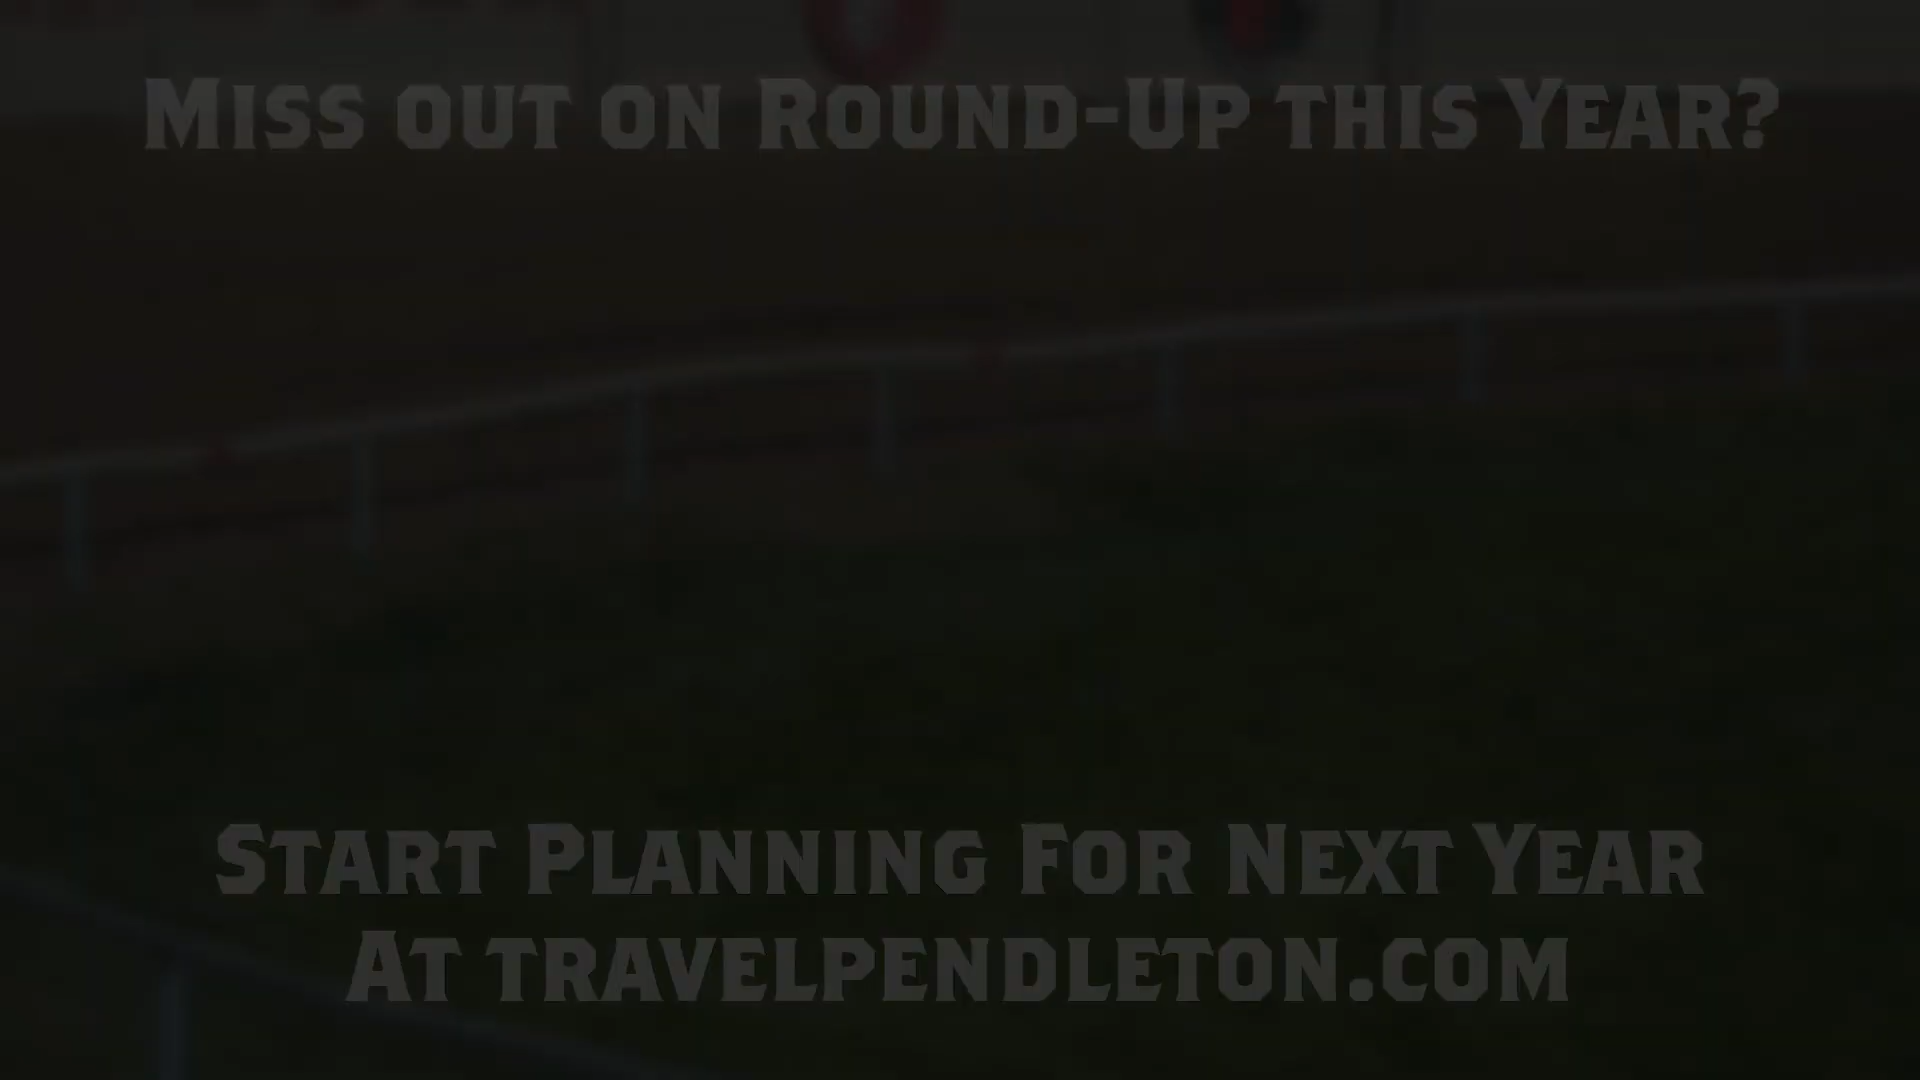 Miss out on Round-Up this Year?
Start Planning For Next Year
At travelpendleton.com